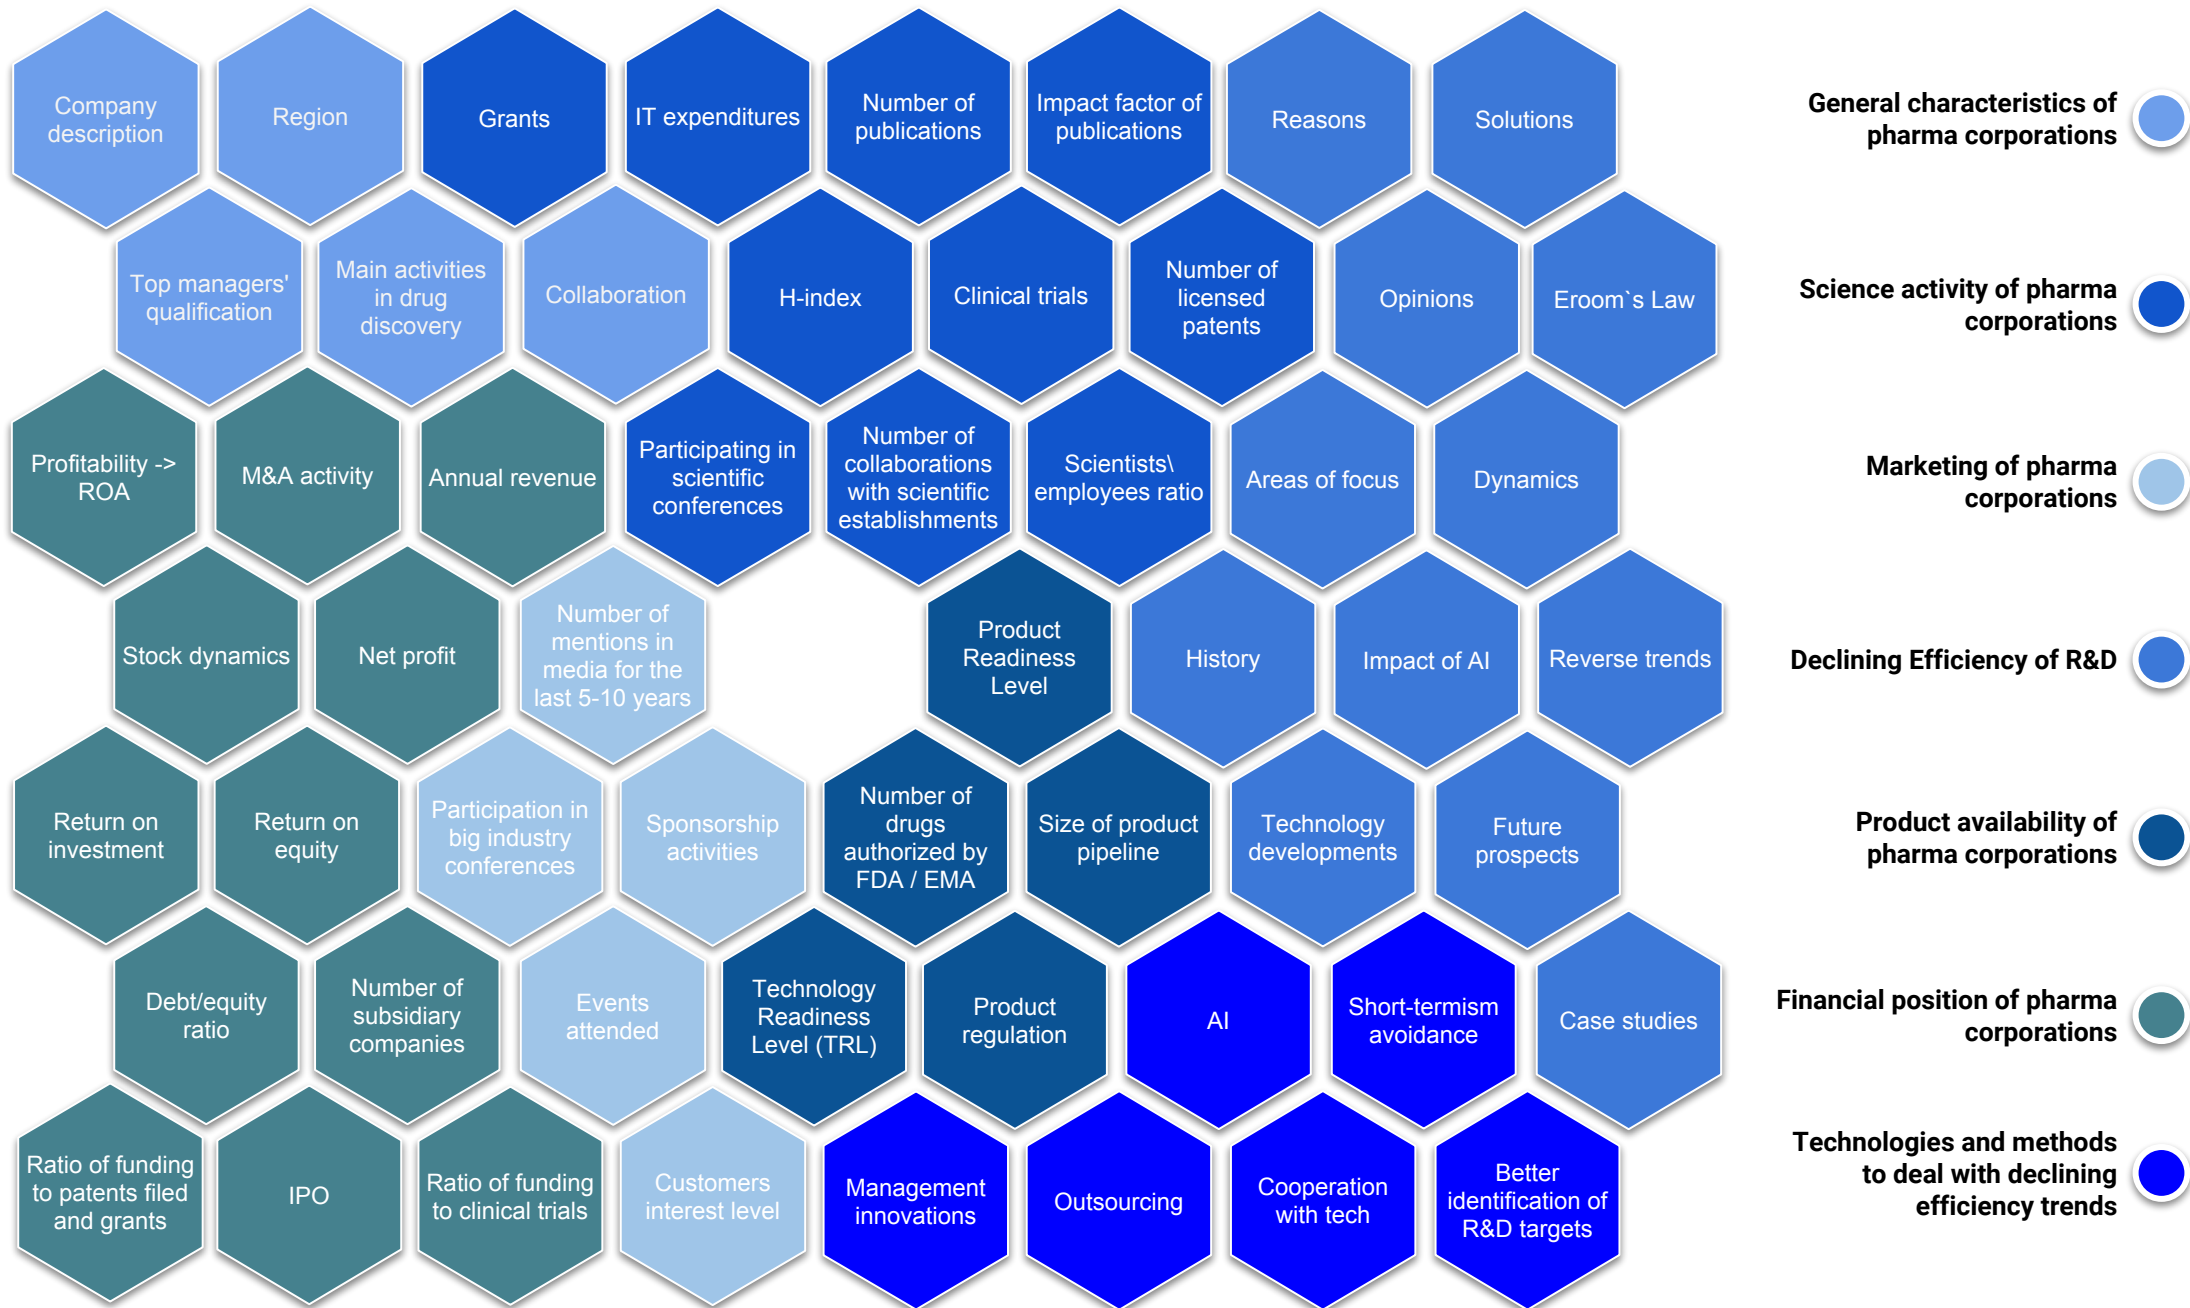 Company
description
Region
Grants
IT expenditures
Number of
publications
Impact factor of
publications
Reasons
Solutions
General characteristics of
pharma corporations
Top managers'
qualification
Main activities
in drug
discovery
Collaboration
H-index
Clinical trials
Number of
licensed
patents
Opinions
Eroom`s Law
Science activity of pharma
corporations
Profitability ->
ROA
M&A activity
Annual revenue
Participating in
scientific
conferences
Number of
collaborations
with scientific
establishments
Scientists\
employees ratio
Areas of focus
Dynamics
Marketing of pharma
corporations
Stock dynamics
Net profit
Number of
mentions in
media for the
last 5-10 years
Product
Readiness
Level
History
Impact of AI
Reverse trends
Declining Efficiency of R&D
Return on
investment
Return on
equity
Participation in
big industry
conferences
Sponsorship
activities
Number of
drugs
authorized by
FDA / EMA
Size of product
pipeline
Technology
developments
Future
prospects
Product availability of
pharma corporations
Debt/equity
ratio
Number of
subsidiary
companies
Events
attended
Technology
Readiness
Level (TRL)
Product
regulation
AI
Short-termism
avoidance
Case studies
Financial position of pharma
corporations
Ratio of funding
to patents filed
and grants
IPO
Ratio of funding
to clinical trials
Customers
interest level
Management
innovations
Outsourcing
Cooperation
with tech
Better
identification of
R&D targets
Technologies and methods
to deal with declining
efficiency trends